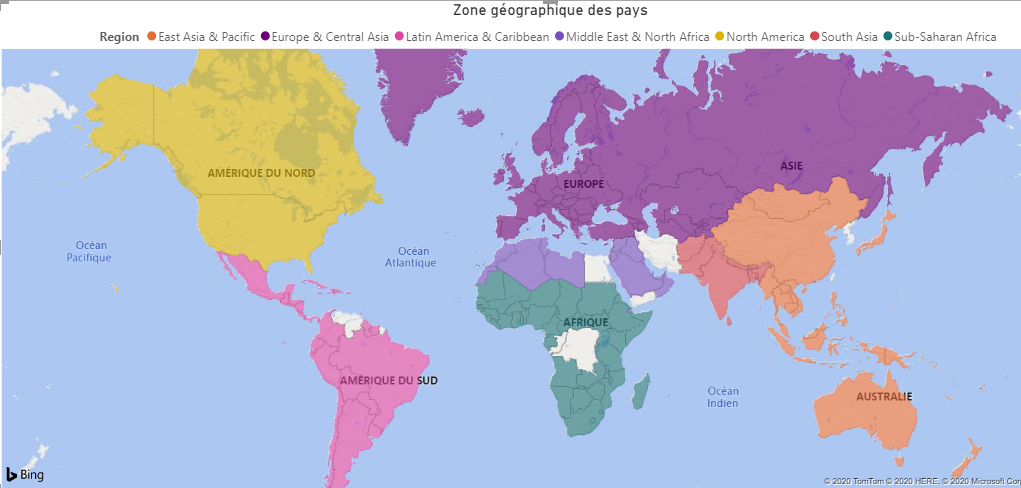 Zone géographique des pays
Region East Asia & Pacific Europe & Central Asia Latin America & Caribbean Middle East & North Africa North America South Asia Sub-Saharan Africa
ASIE
AMÉRIQUE DU NORD
EUROPE
Océan
Pacifique
Océan
Atlantique
AFRIQUE
AMÉRIQUE DU SUD
Océan
Indien
AUSTRALIE
Bing
© 2020 TomTom © 2020 HERE, © 2020 Microsoft Cor